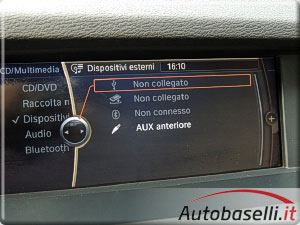 Dispositivi esterni 16:10
CD/Multimedia
CD/DVD
Raccolta
Dispositivi
Audio
Bluetooth
Non collegato
Non collegato
Non connesso
AUX anteriore
Autobaselli.it